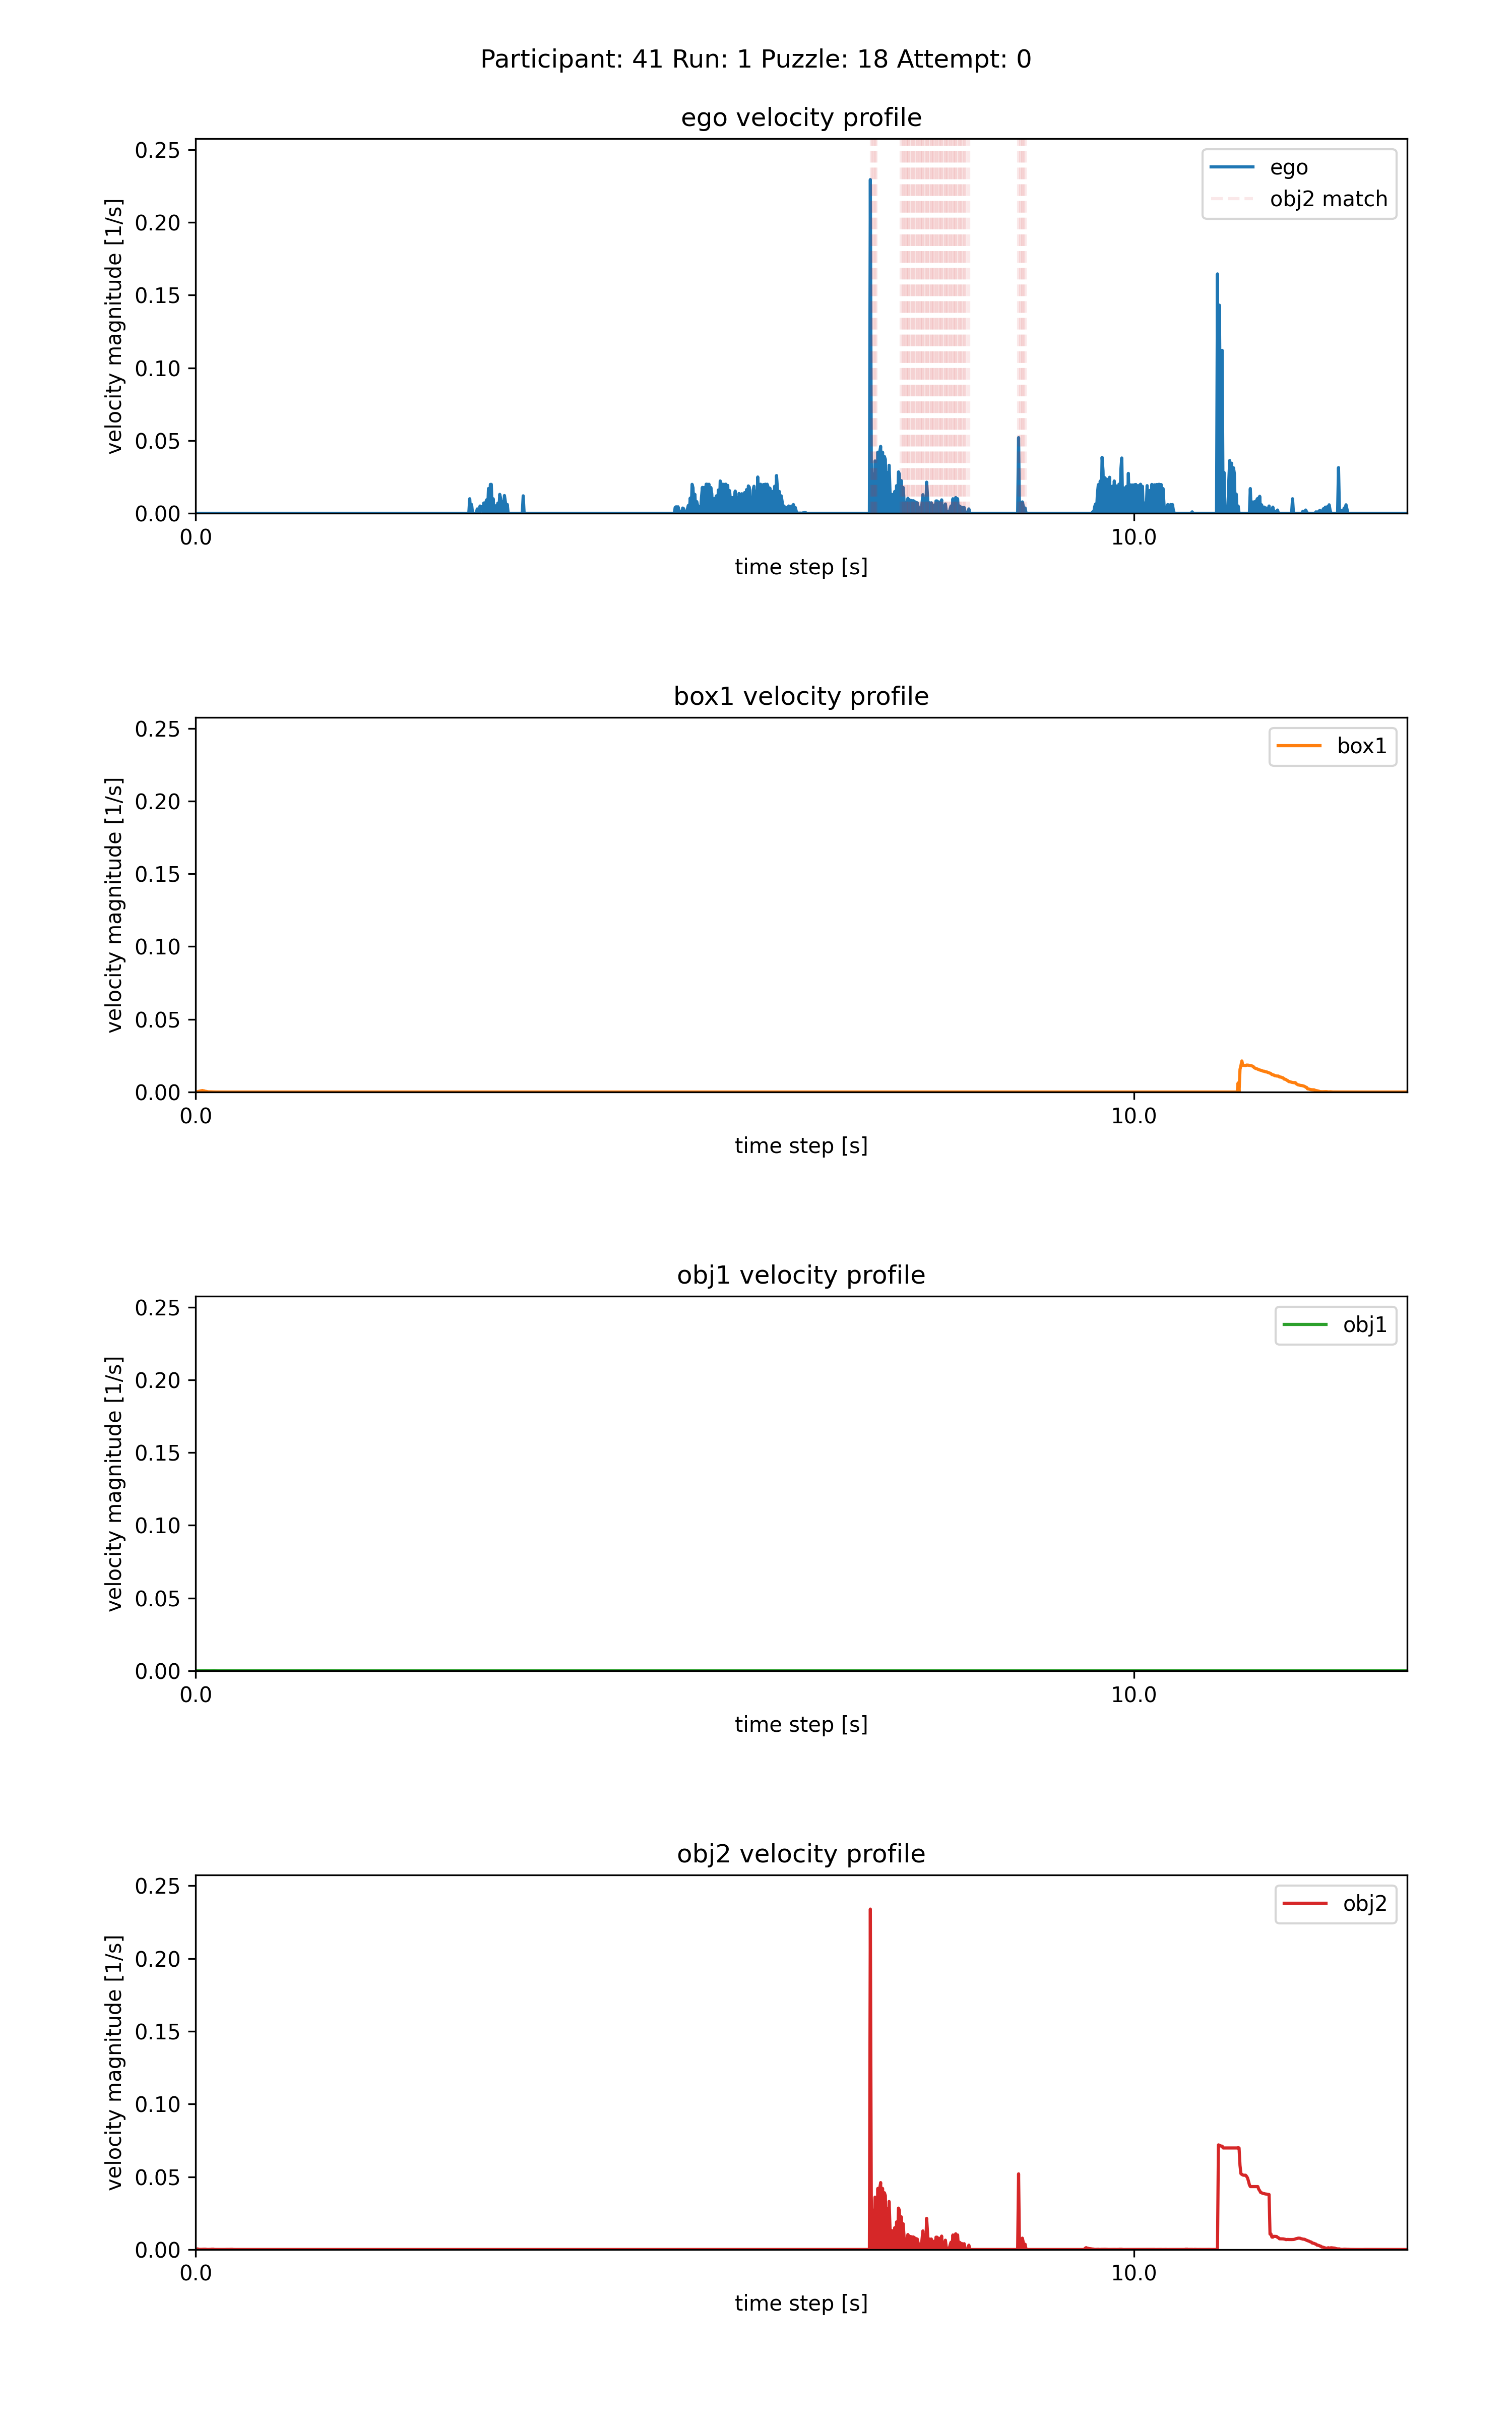 Participant: 41 Run: 1 Puzzle: 18 Attempt: 0
ego velocity profile
velocity magnitude [1/s]
0.25
0.20
0.15
0.10
0.05
0.00
ego
obj2 match
0.0
10.0
time step [s]
box1 velocity profile
velocity magnitude [1/s]
0.25
0.20
0.15
0.10
0.05
0.00
box1
0.0
10.0
time step [s]
obj1 velocity profile
velocity magnitude [1/s]
0.25
0.20
0.15
0.10
0.05
0.00
obj1
0.0
10.0
time step [s]
obj2 velocity profile
velocity magnitude [1/s]
0.25
0.20
0.15
0.10
0.05
0.00
obj2
0.0
10.0
time step [s]